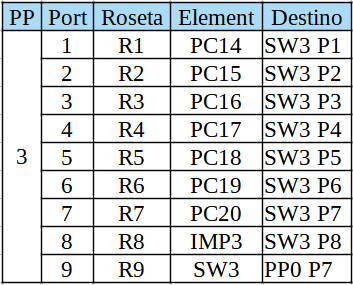 PP Port Roseta Element Destino
1 R1 PC14 SW3 P1
2 R2 PC15 SW3 P2
3 R3 PC16 SW3 P3
4 R4 PC17 SW3 P4
3 5 R5 PC18 SW3 P5
6 R6 PC19 SW3 P6
7 R7 PC20 SW3 P7
8 R8 IMP3 SW3 P8
9 R9 SW3 PP0 P7